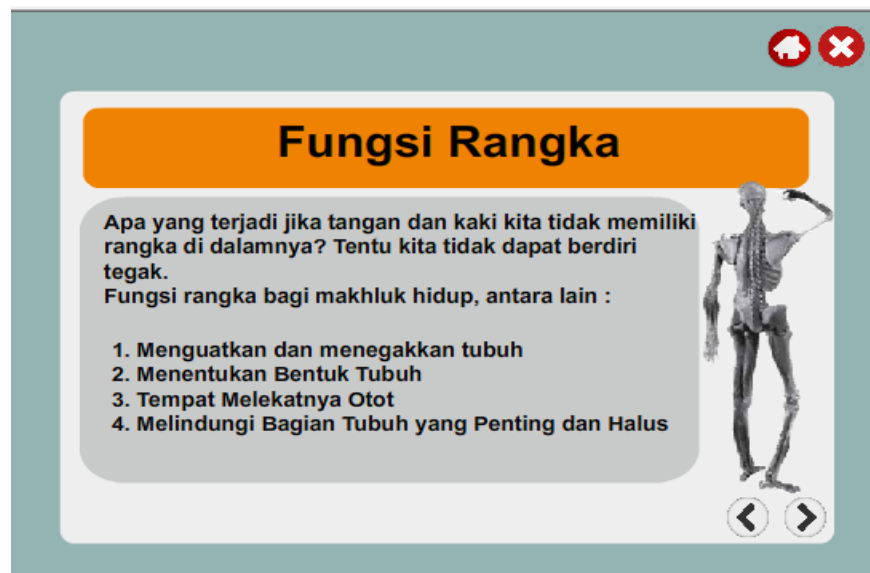 Fungsi Rangka
Apa yang terjadi jika tangan dan kaki kita tidak memiliki
rangka di dalamnya? Tentu kita tidak dapat berdiri
tegak.
Fungsi rangka bagi makhluk hidup, antara lain :
1. Menguatkan dan menegakkan tubuh
2. Menentukan Bentuk Tubuh
3. Tempat Melekatnya Otot
4. Melindungi Bagian Tubuh yang Penting dan Halus